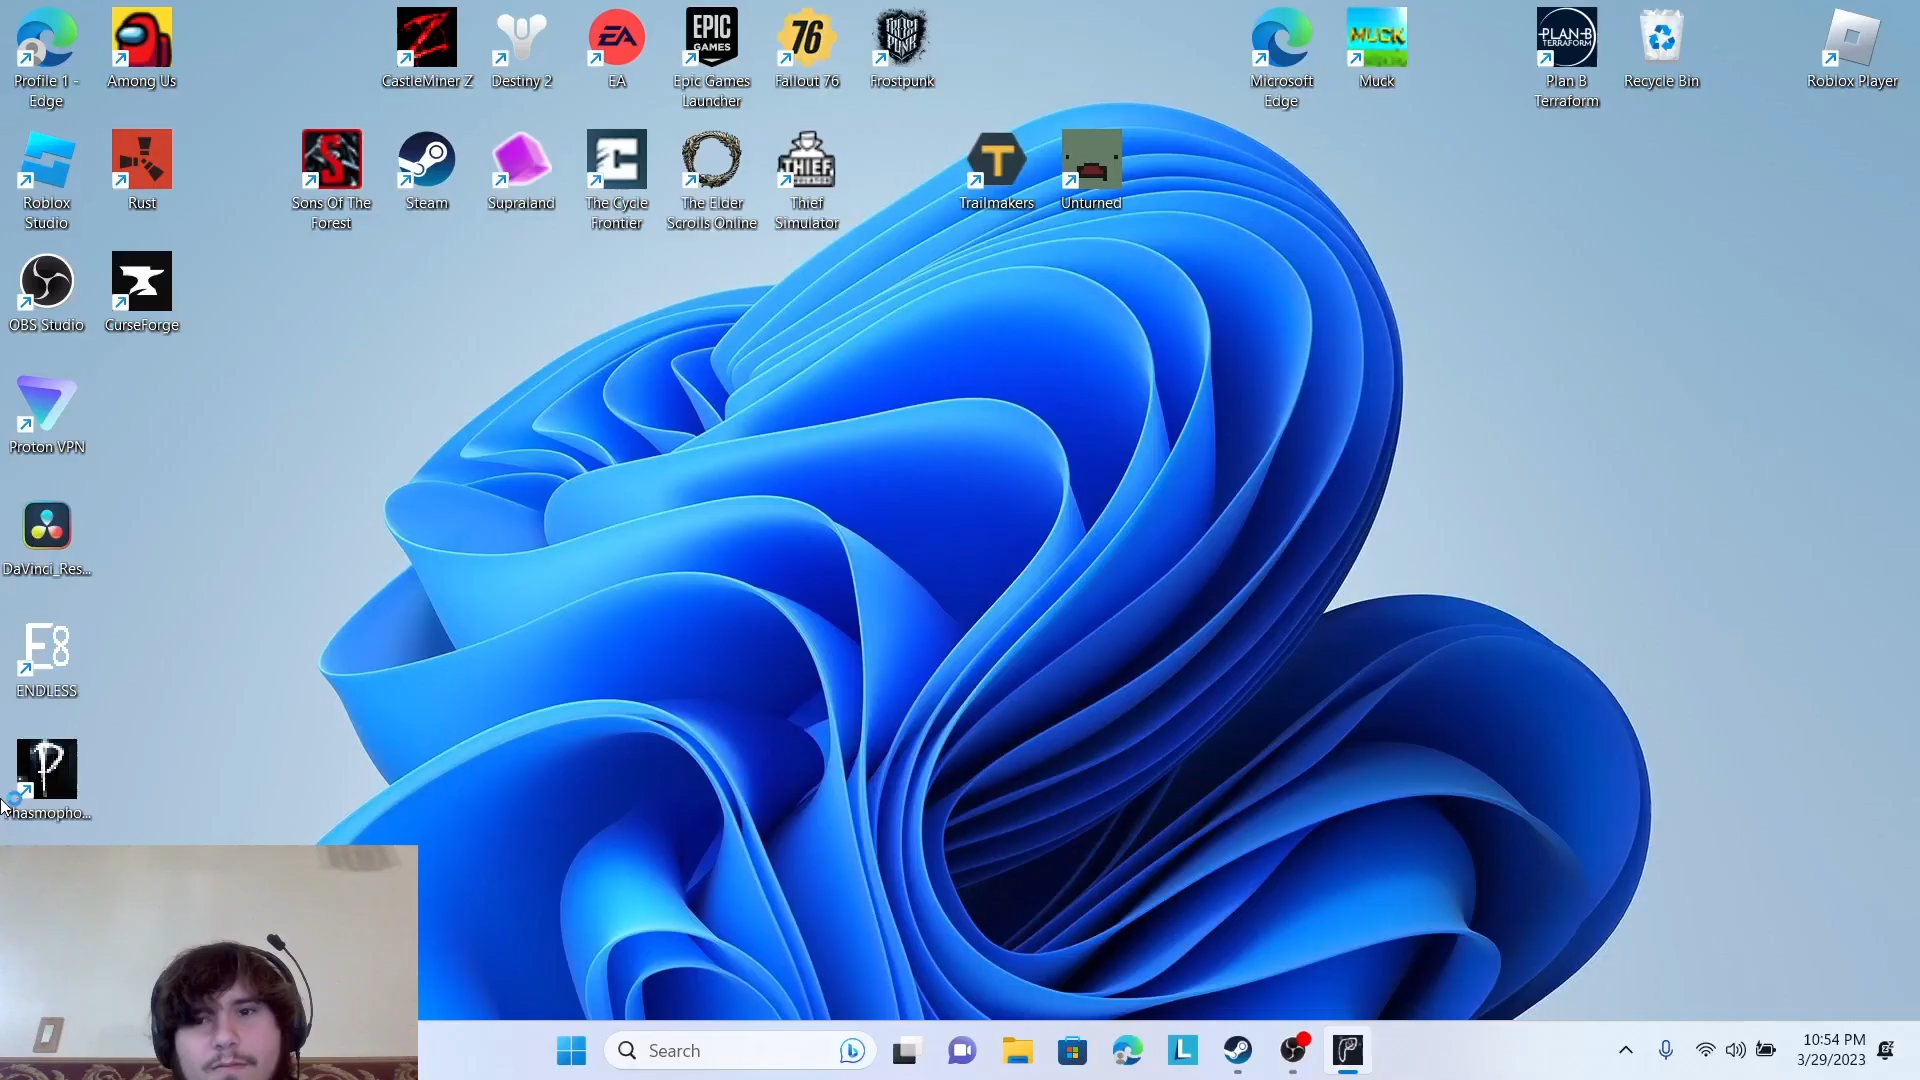 Profile 1 - Edge
Among Us
CastleMiner Z
Destiny 2
EA
EA
EPIC GAMES
Epic Games Launcher
76
Fallout 76
FROST PUNK
Frostpunk
Microsoft Edge
MUCK
Muck
PLAN-B TERRAFORM
Plan B Terraform
Recycle Bin
Roblox Player
Roblox Studio
Rust
S
Sons Of The Forest
Steam
Supraland
C
The Cycle Frontier
The Elder Scrolls Online
THIEF
Thief Simulator
T
Trailmakers
Unturned
OBS Studio
CurseForge
Proton VPN
DaVinci_Res...
E8
ENDLESS
P
Phasmopho...
Search
L
10:54 PM
3/29/2023